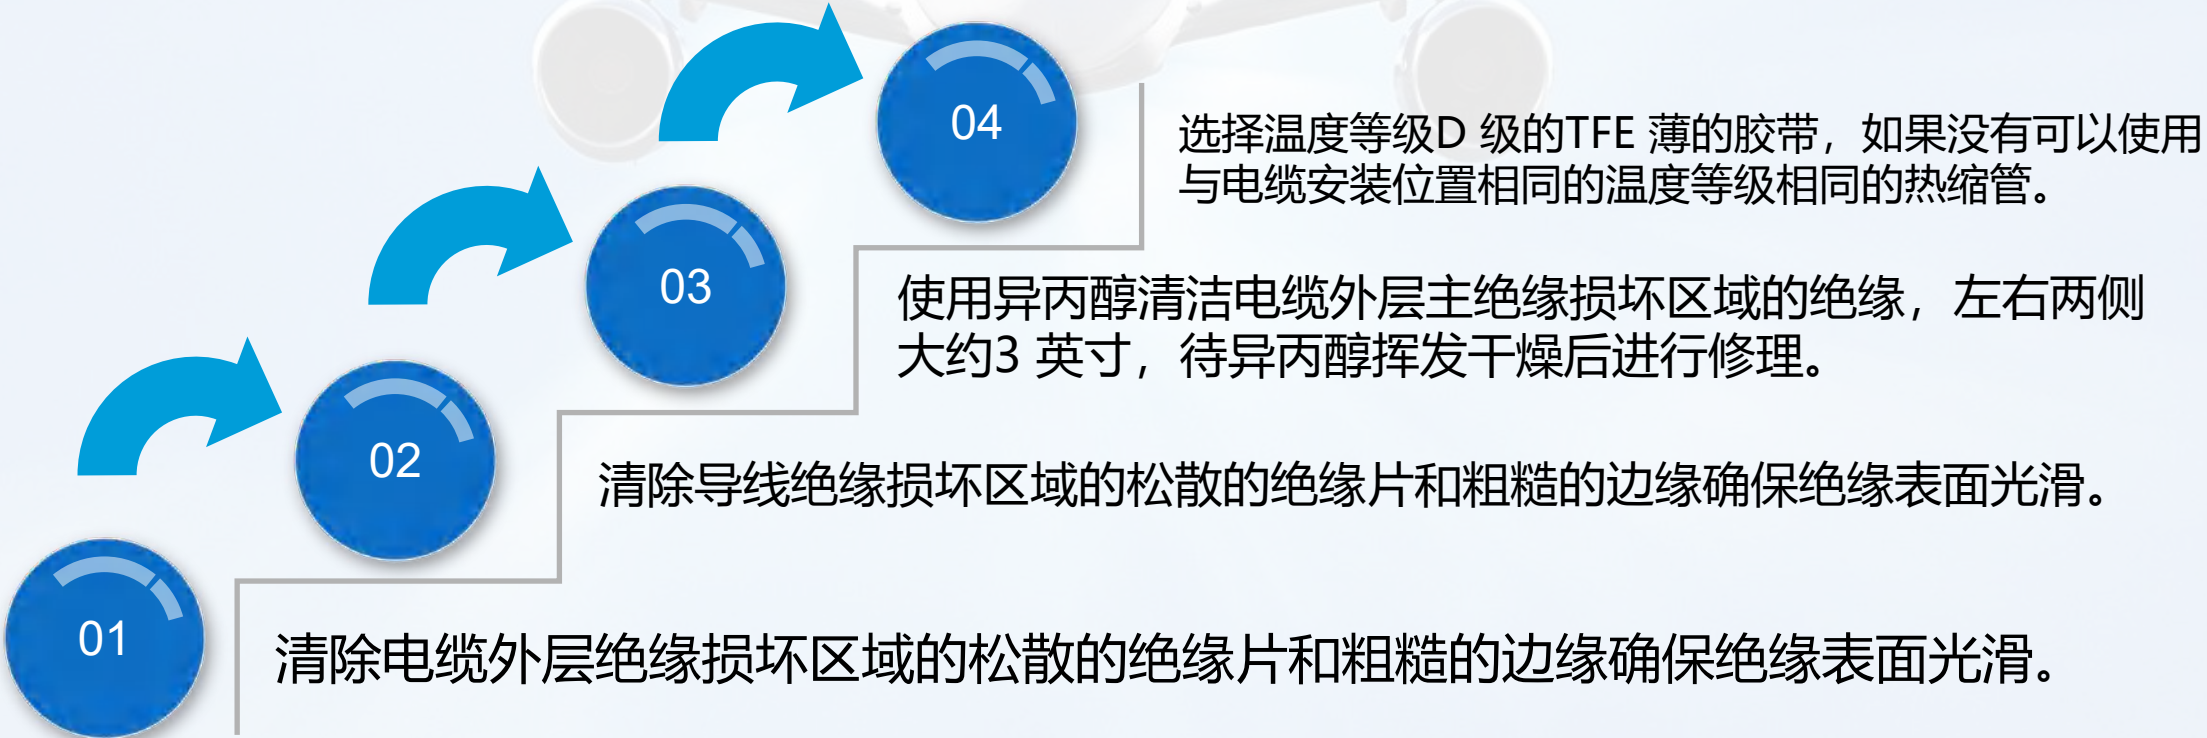 04
选择温度等级D 级的TFE 薄的胶带，如果没有可以使用
与电缆安装位置相同的温度等级相同的热缩管。
03
使用异丙醇清洁电缆外层主绝缘损坏区域的绝缘，左右两侧
大约3 英寸，待异丙醇挥发干燥后进行修理。
02
清除导线绝缘损坏区域的松散的绝缘片和粗糙的边缘确保绝缘表面光滑。
01
清除电缆外层绝缘损坏区域的松散的绝缘片和粗糙的边缘确保绝缘表面光滑。